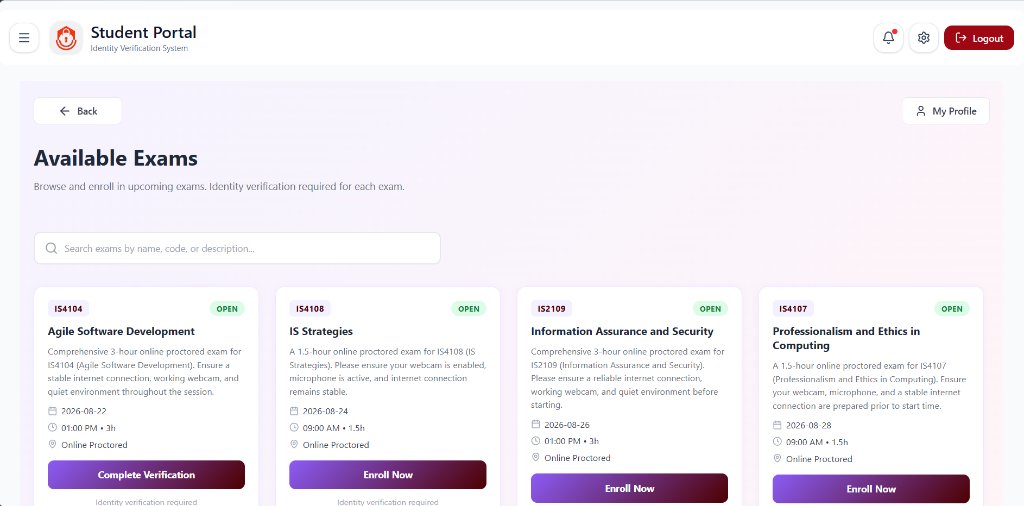 Student Portal
Identity Verification System
Logout
Back
My Profile
Available Exams
Browse and enroll in upcoming exams. Identity verification required for each exam.
Search exams by name, code, or description...
IS4104
OPEN
Agile Software Development
Comprehensive 3-hour online proctored exam for
IS4104 (Agile Software Development). Ensure a
stable internet connection, working webcam, and
quiet environment throughout the session.
2026-08-22
01:00 PM • 3h
Online Proctored
Complete Verification
Identity verification required
IS4108
OPEN
IS Strategies
A 1.5-hour online proctored exam for IS4108 (IS
Strategies). Please ensure your webcam is enabled,
microphone is active, and internet connection
remains stable.
2026-08-24
09:00 AM • 1.5h
Online Proctored
Enroll Now
Identity verification required
IS2109
OPEN
Information Assurance and Security
Comprehensive 3-hour online proctored exam for
IS2109 (Information Assurance and Security).
Please ensure a reliable internet connection,
working webcam, and quiet environment before
starting.
2026-08-26
01:00 PM • 3h
Online Proctored
Enroll Now
IS4107
OPEN
Professionalism and Ethics in
Computing
A 1.5-hour online proctored exam for IS4107
(Professionalism and Ethics in Computing). Ensure
your webcam, microphone, and a stable internet
connection are prepared prior to start time.
2026-08-28
09:00 AM • 1.5h
Online Proctored
Enroll Now